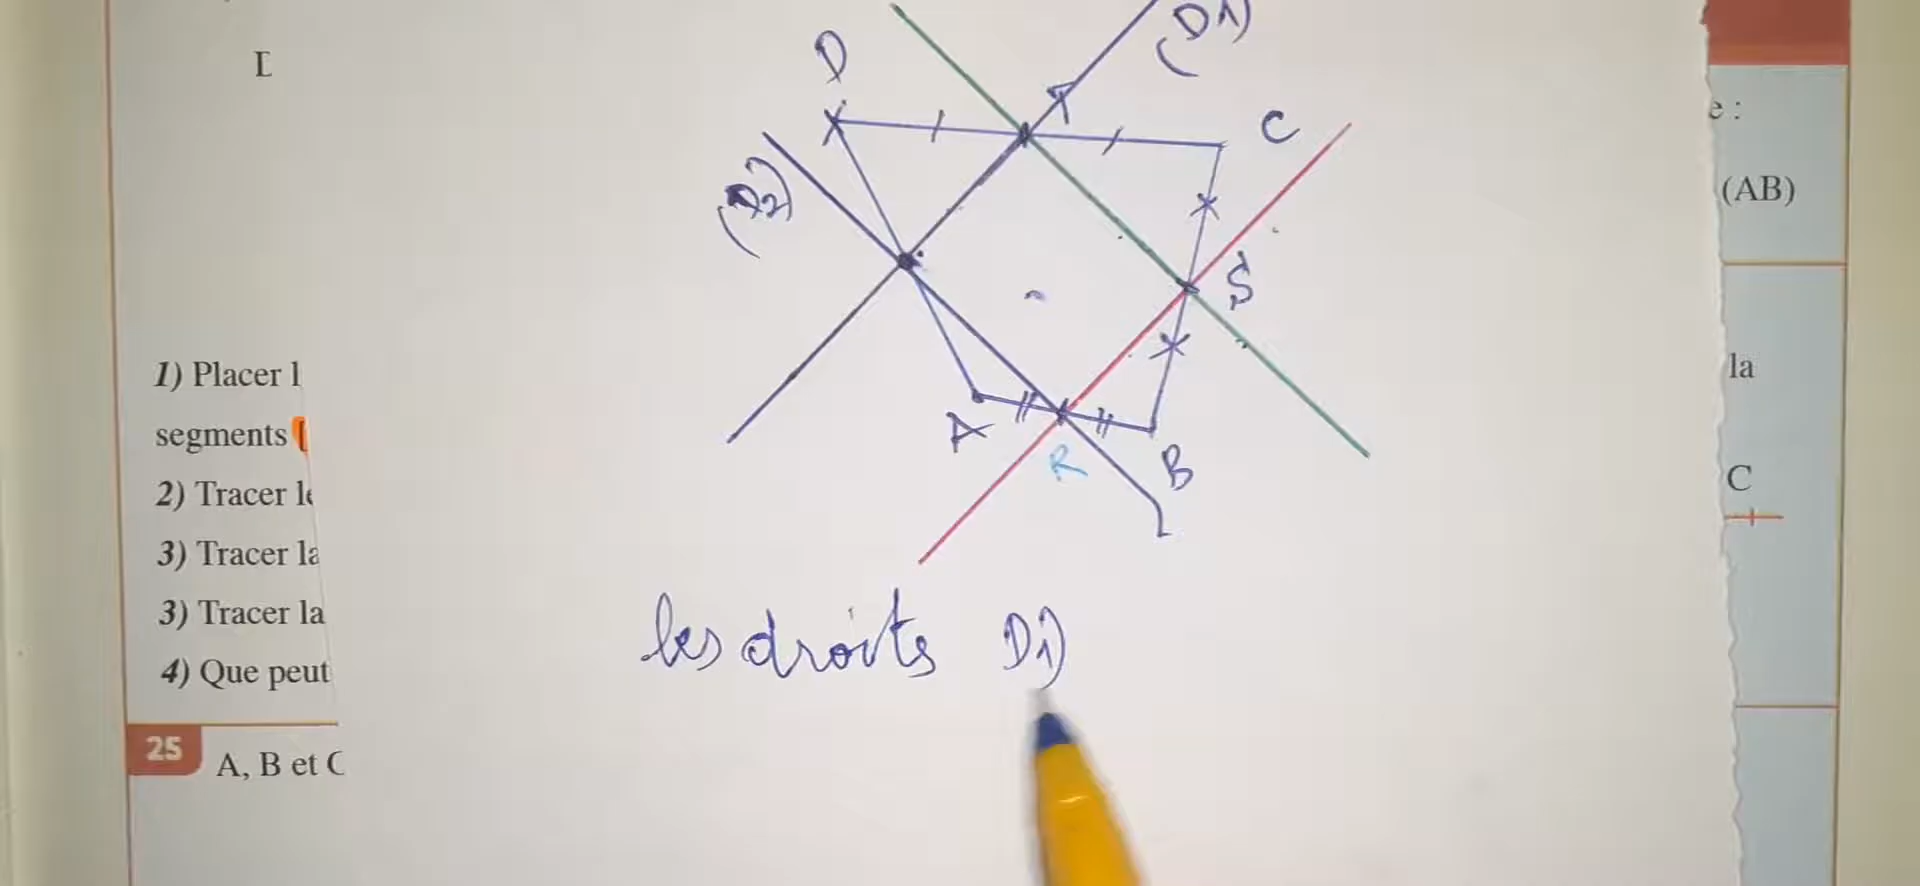 D
(D1)
T
C
(D2)
S
A
R
B
les droits D1)
1) Placer l
segments [
2) Tracer le
3) Tracer la
3) Tracer la
4) Que peut
25 A, B et C
e :
(AB)
la
C